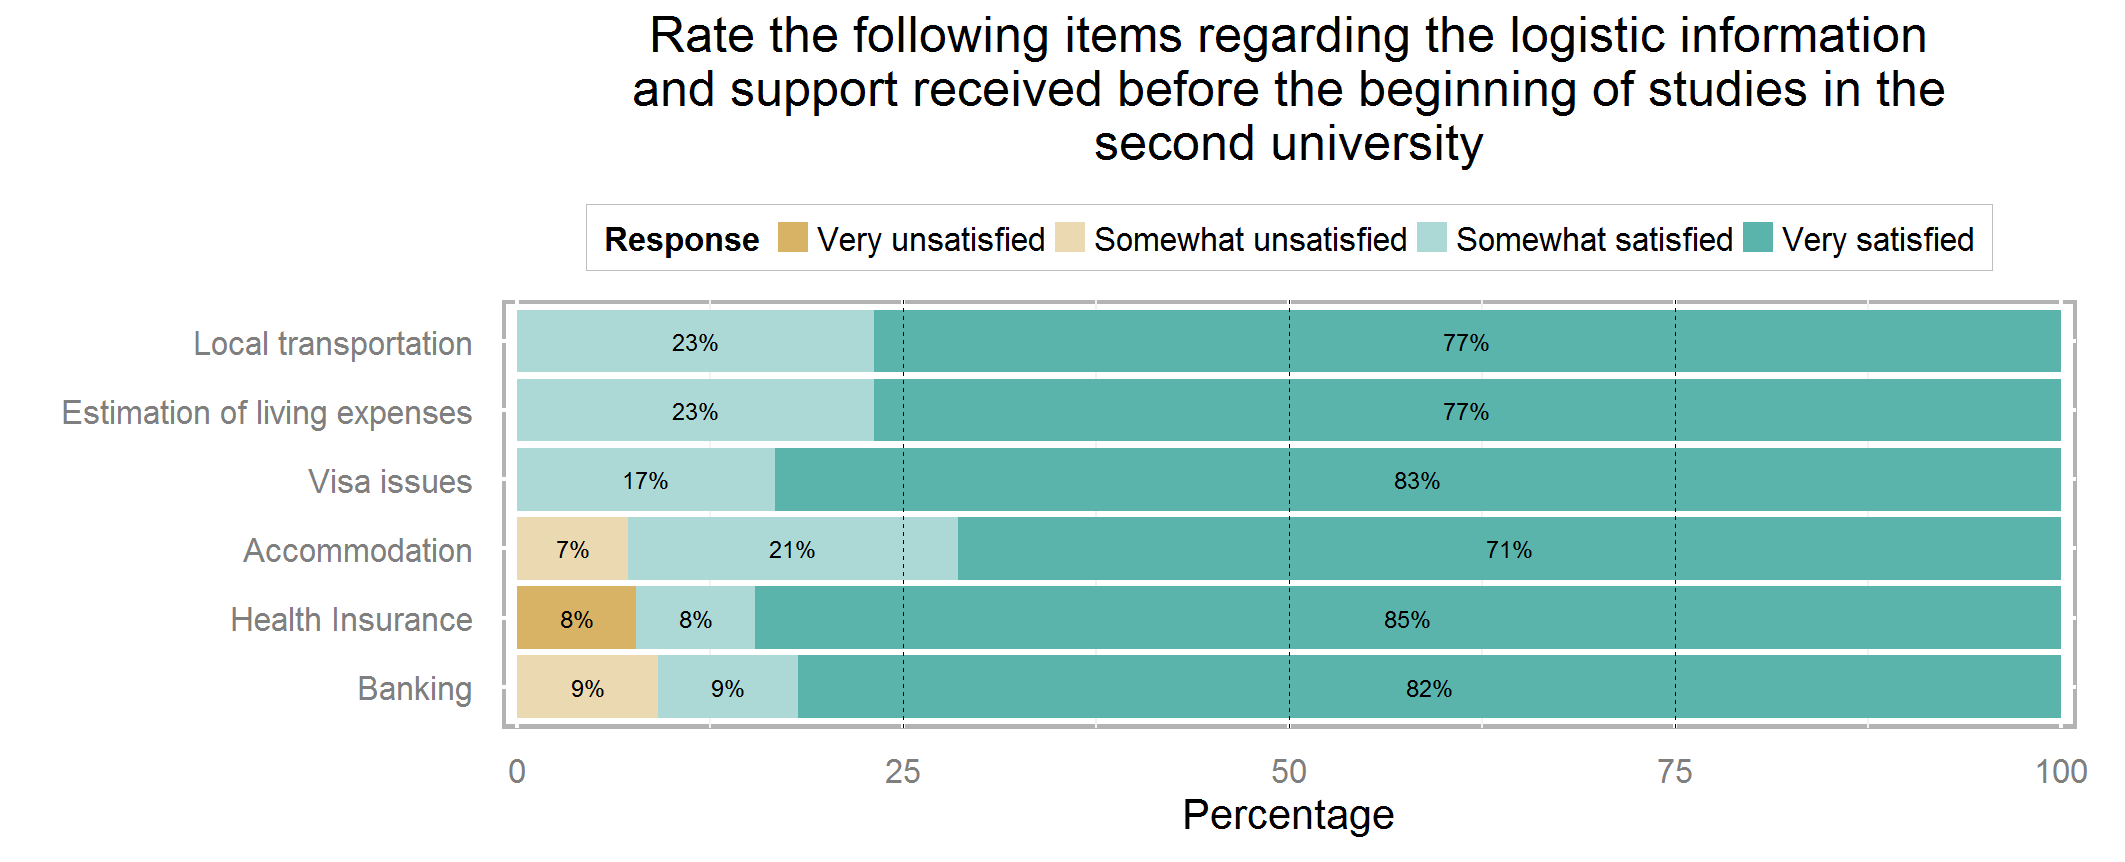 Rate the following items regarding the logistic information
and support received before the beginning of studies in the
second university
Response Very unsatisfied Somewhat unsatisfied Somewhat satisfied Very satisfied
Local transportation 23% 77%
Estimation of living expenses 23% 77%
Visa issues 17% 83%
Accommodation 7% 21% 71%
Health Insurance 8% 8% 85%
Banking 9% 9% 82%
0 25 50 75 100
Percentage